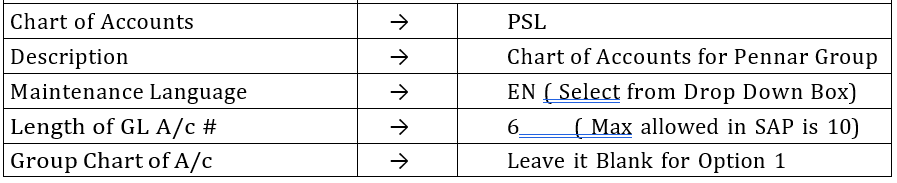 Chart of Accounts → PSL
Description → Chart of Accounts for Pennar Group
Maintenance Language → EN ( Select from Drop Down Box)
Length of GL A/c # → 6 ( Max allowed in SAP is 10)
Group Chart of A/c → Leave it Blank for Option 1